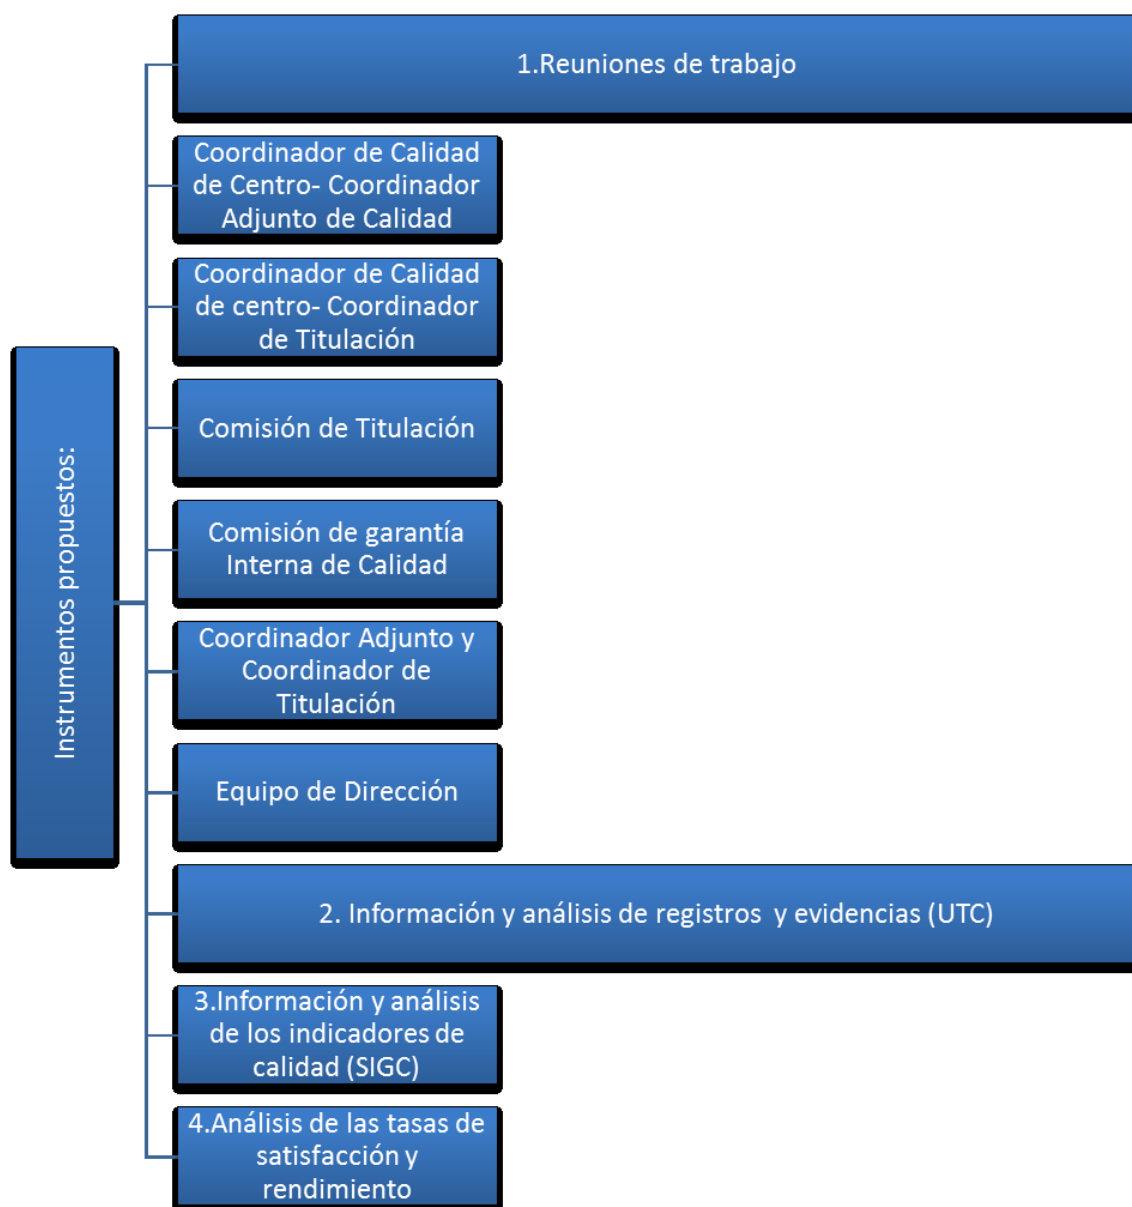 Instrumentos propuestos:
1.Reuniones de trabajo
Coordinador de Calidad
de Centro- Coordinador
Adjunto de Calidad
Coordinador de Calidad
de centro- Coordinador
de Titulación
Comisión de Titulación
Comisión de garantía
Interna de Calidad
Coordinador Adjunto y
Coordinador de
Titulación
Equipo de Dirección
2. Información y análisis de registros y evidencias (UTC)
3.Información y análisis
de los indicadores de
calidad (SIGC)
4.Análisis de las tasas de
satisfacción y
rendimiento